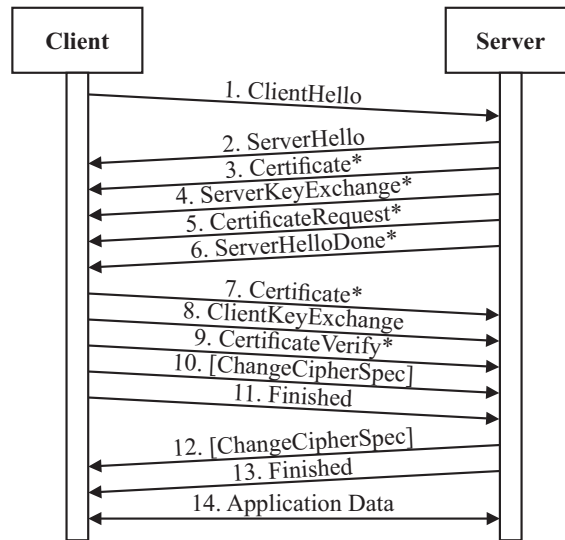 Client
Server
1. ClientHello
2. ServerHello
3. Certificate*
4. ServerKeyExchange*
5. CertificateRequest*
6. ServerHelloDone*
7. Certificate*
8. ClientKeyExchange
9. CertificateVerify*
10. [ChangeCipherSpec]
11. Finished
12. [ChangeCipherSpec]
13. Finished
14. Application Data